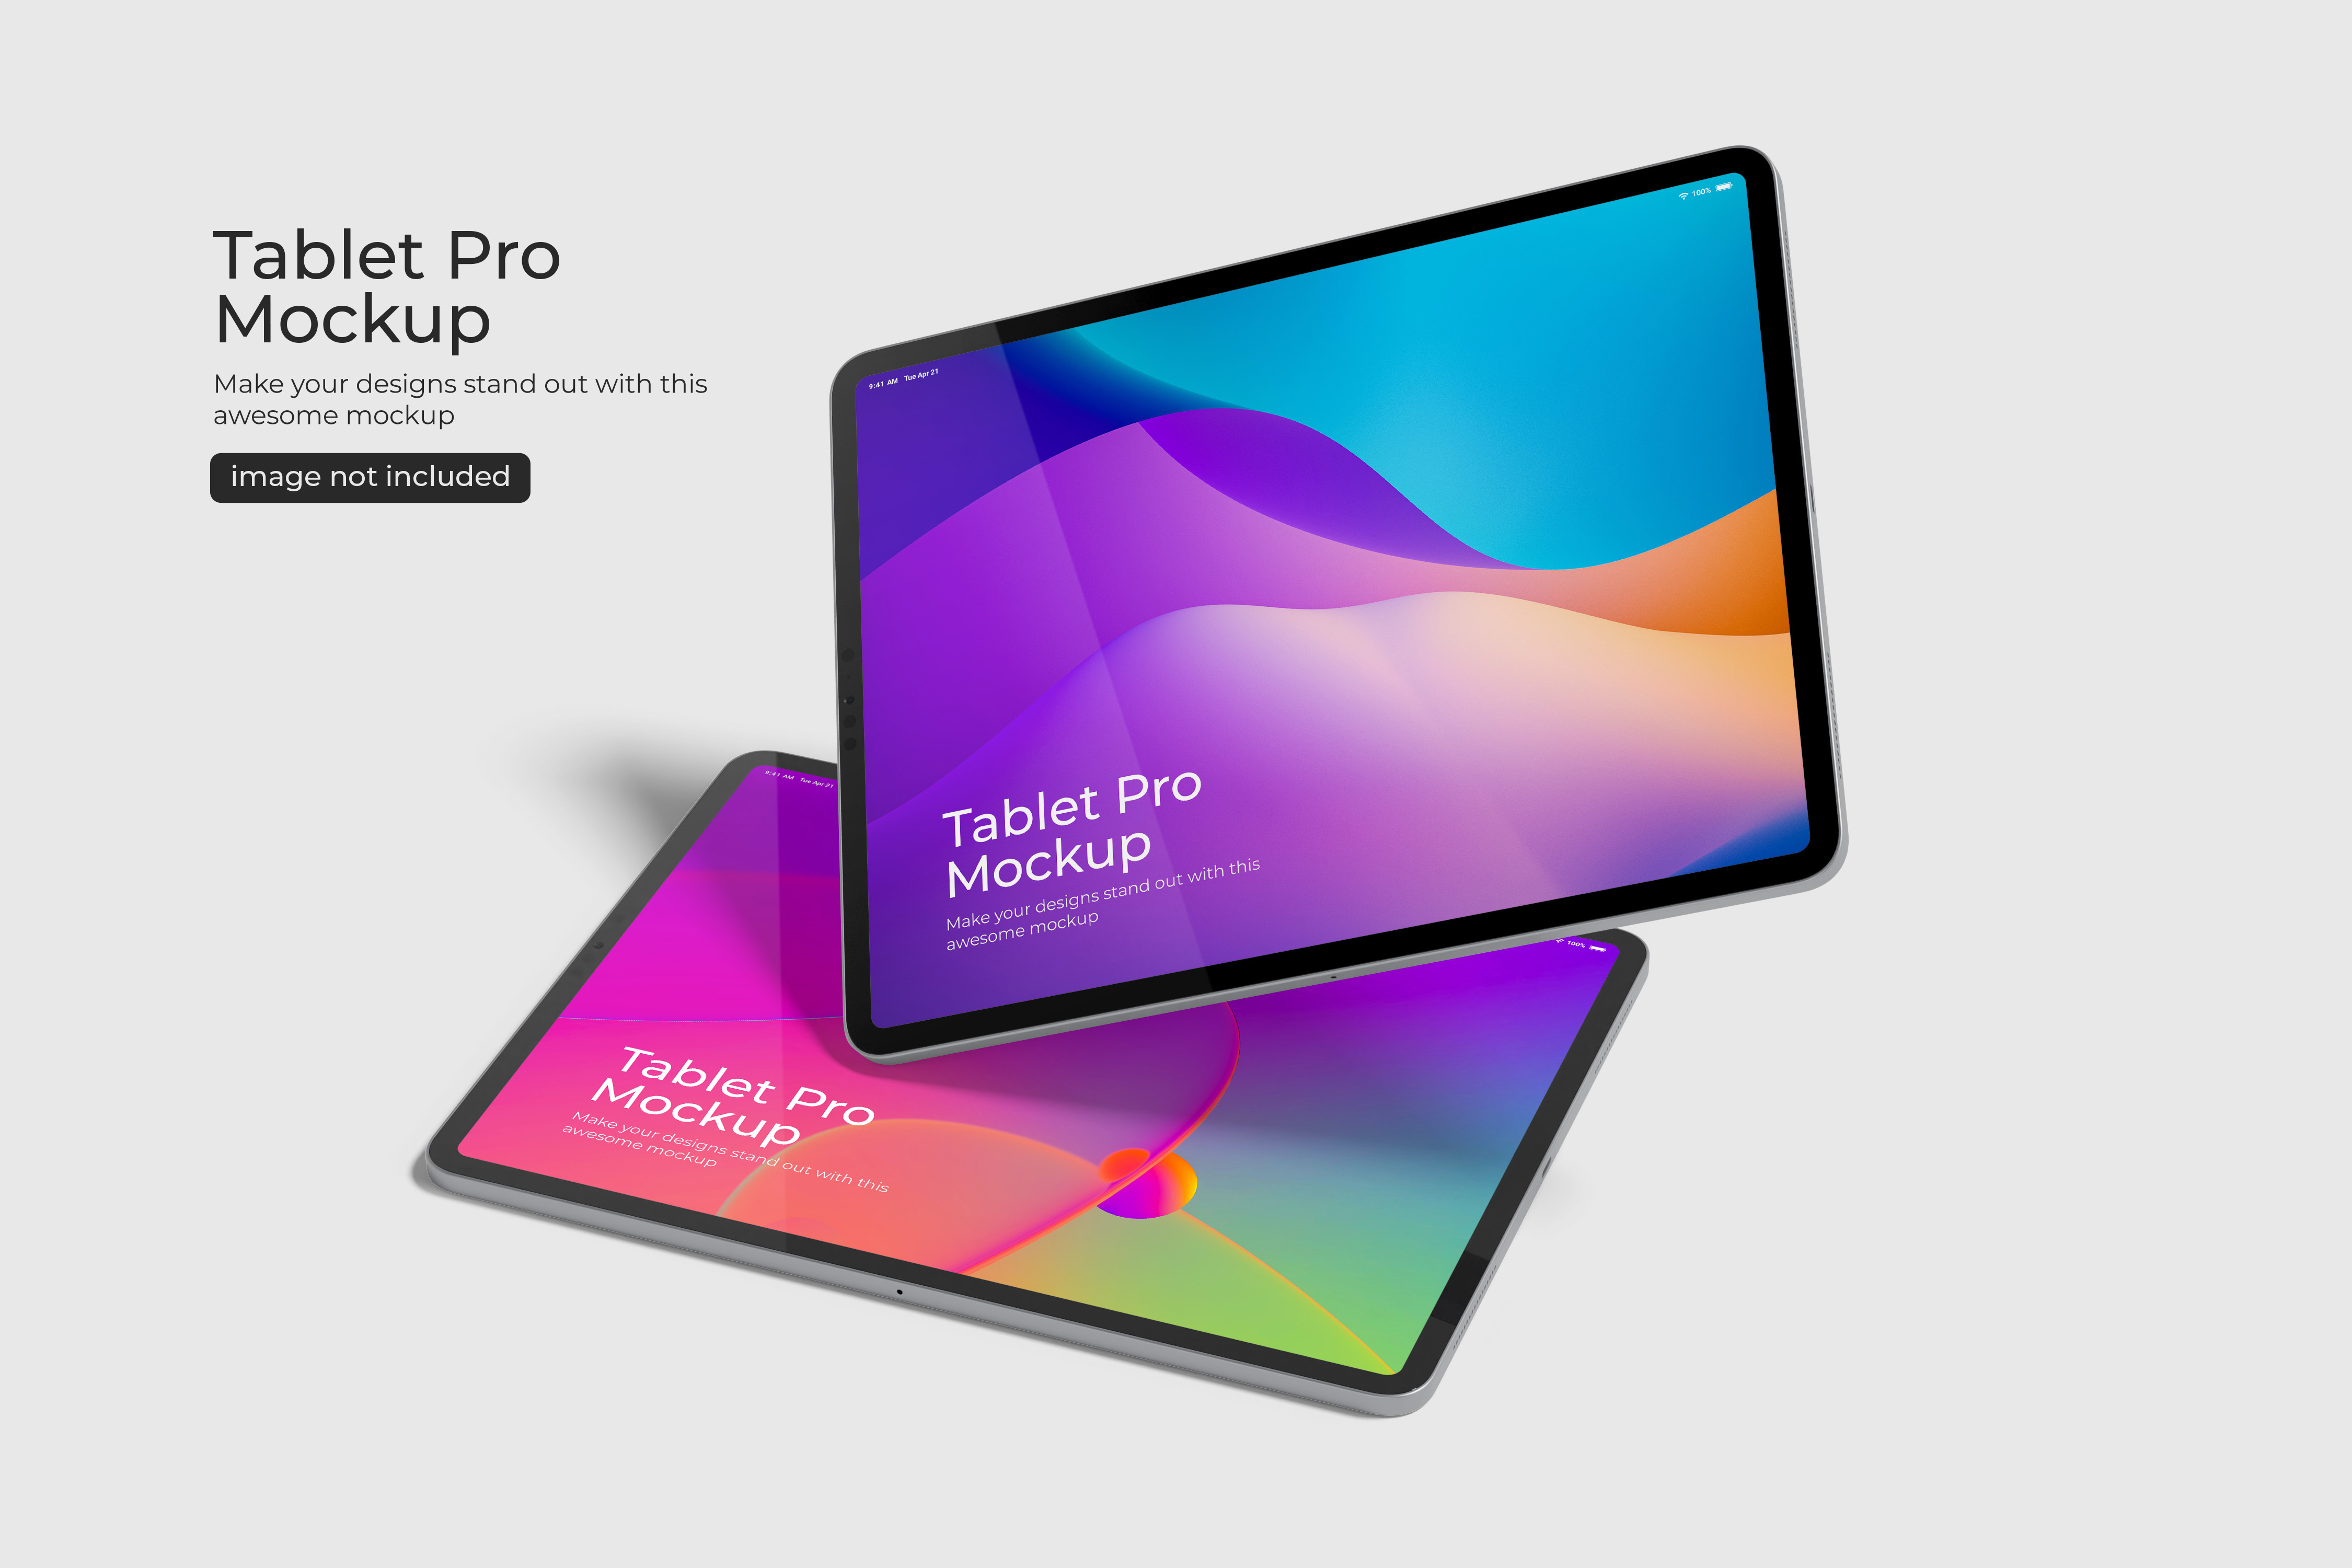 Tablet Pro
Mockup
Make your designs stand out with this
awesome mockup
image not included
9:41 AM Tue Apr 21
100%
Tablet Pro
Mockup
Make your designs stand out with this
awesome mockup
9:41 AM Tue Apr 21
100%
Tablet Pro
Mockup
Make your designs stand out with this
awesome mockup